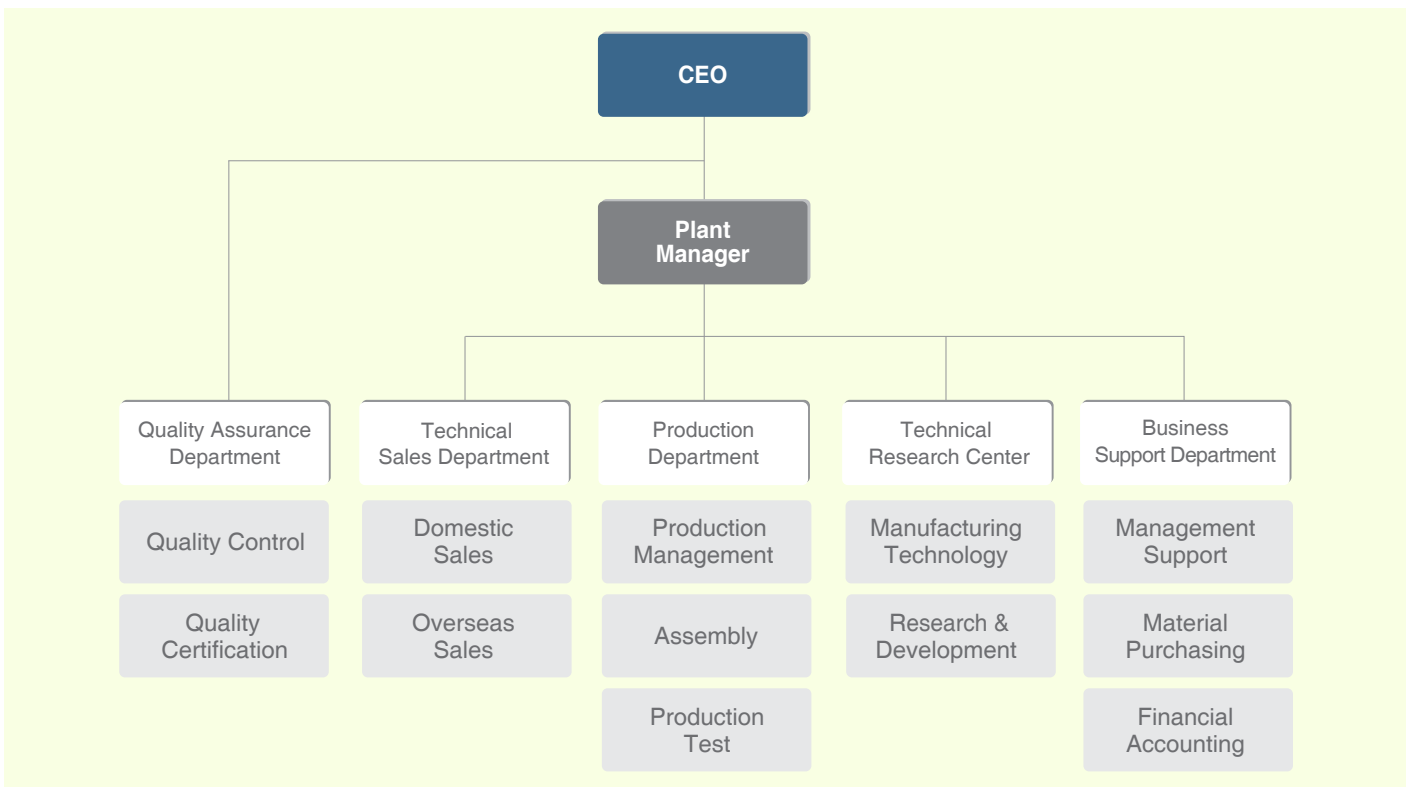 CEO
Plant
Manager
Quality Assurance
Department
Technical
Sales Department
Production
Department
Technical
Research Center
Business
Support Department
Quality Control
Domestic
Sales
Production
Management
Manufacturing
Technology
Management
Support
Quality
Certification
Overseas
Sales
Assembly
Research &
Development
Material
Purchasing
Production
Test
Financial
Accounting